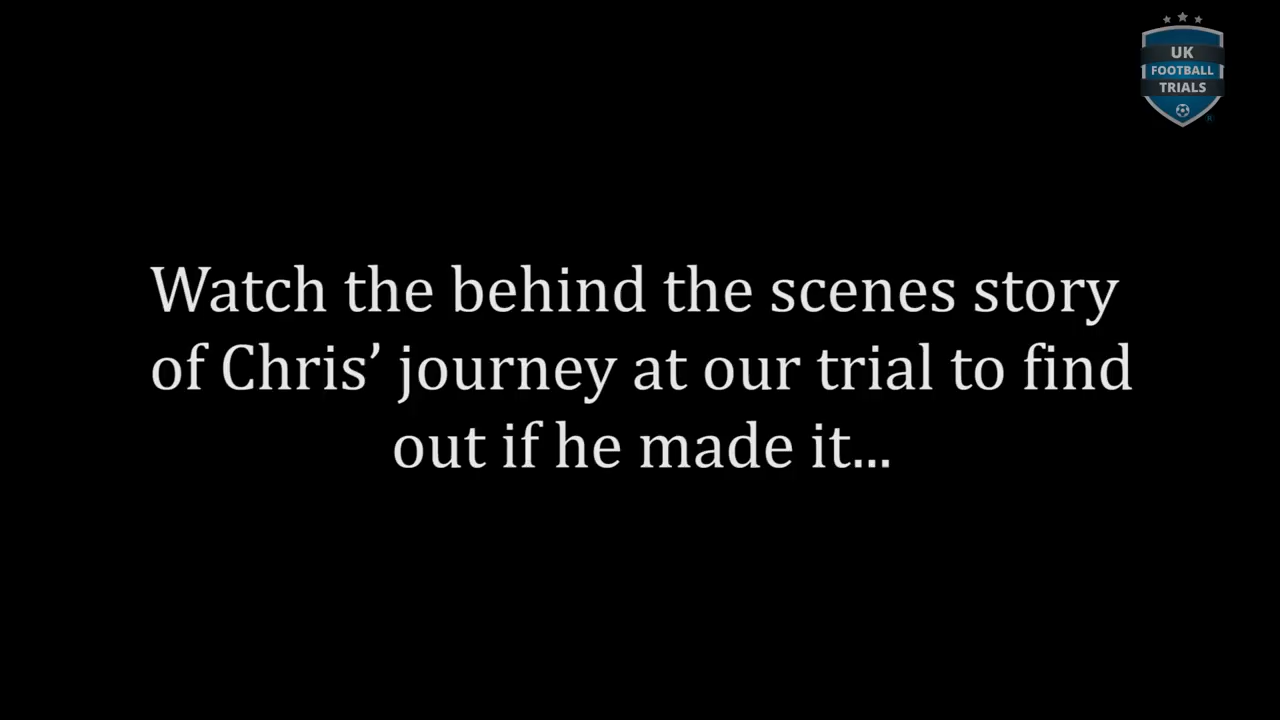 UK
FOOTBALL
TRIALS
Watch the behind the scenes story
of Chris’ journey at our trial to find
out if he made it...